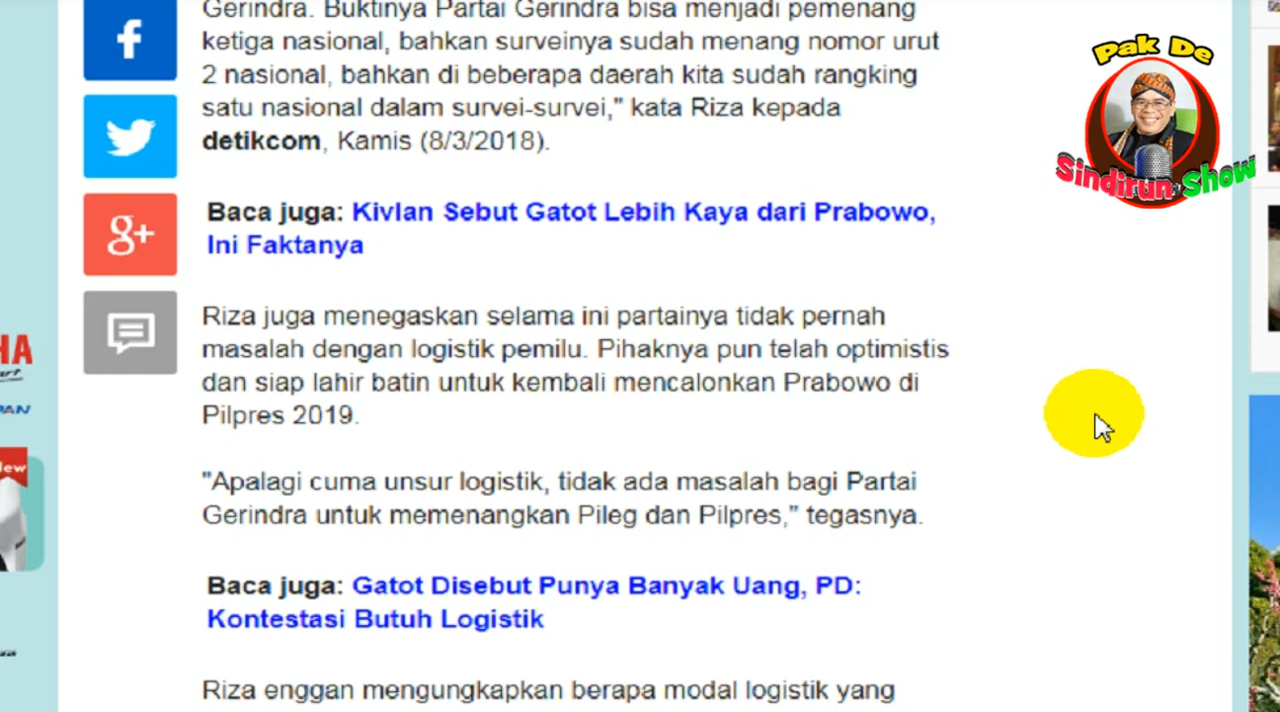 Gerindra. Buktinya Partai Gerindra bisa menjadi pemenang
ketiga nasional, bahkan surveinya sudah menang nomor urut
2 nasional, bahkan di beberapa daerah kita sudah rangking
satu nasional dalam survei-survei," kata Riza kepada
detikcom, Kamis (8/3/2018).
Baca juga: Kivlan Sebut Gatot Lebih Kaya dari Prabowo,
Ini Faktanya
Riza juga menegaskan selama ini partainya tidak pernah
masalah dengan logistik pemilu. Pihaknya pun telah optimistis
dan siap lahir batin untuk kembali mencalonkan Prabowo di
Pilpres 2019.
"Apalagi cuma unsur logistik, tidak ada masalah bagi Partai
Gerindra untuk memenangkan Pileg dan Pilpres," tegasnya.
Baca juga: Gatot Disebut Punya Banyak Uang, PD:
Kontestasi Butuh Logistik
Riza enggan mengungkapkan berapa modal logistik yang
f
g+
Pak De
Sindirun Show
HA
PAN
New